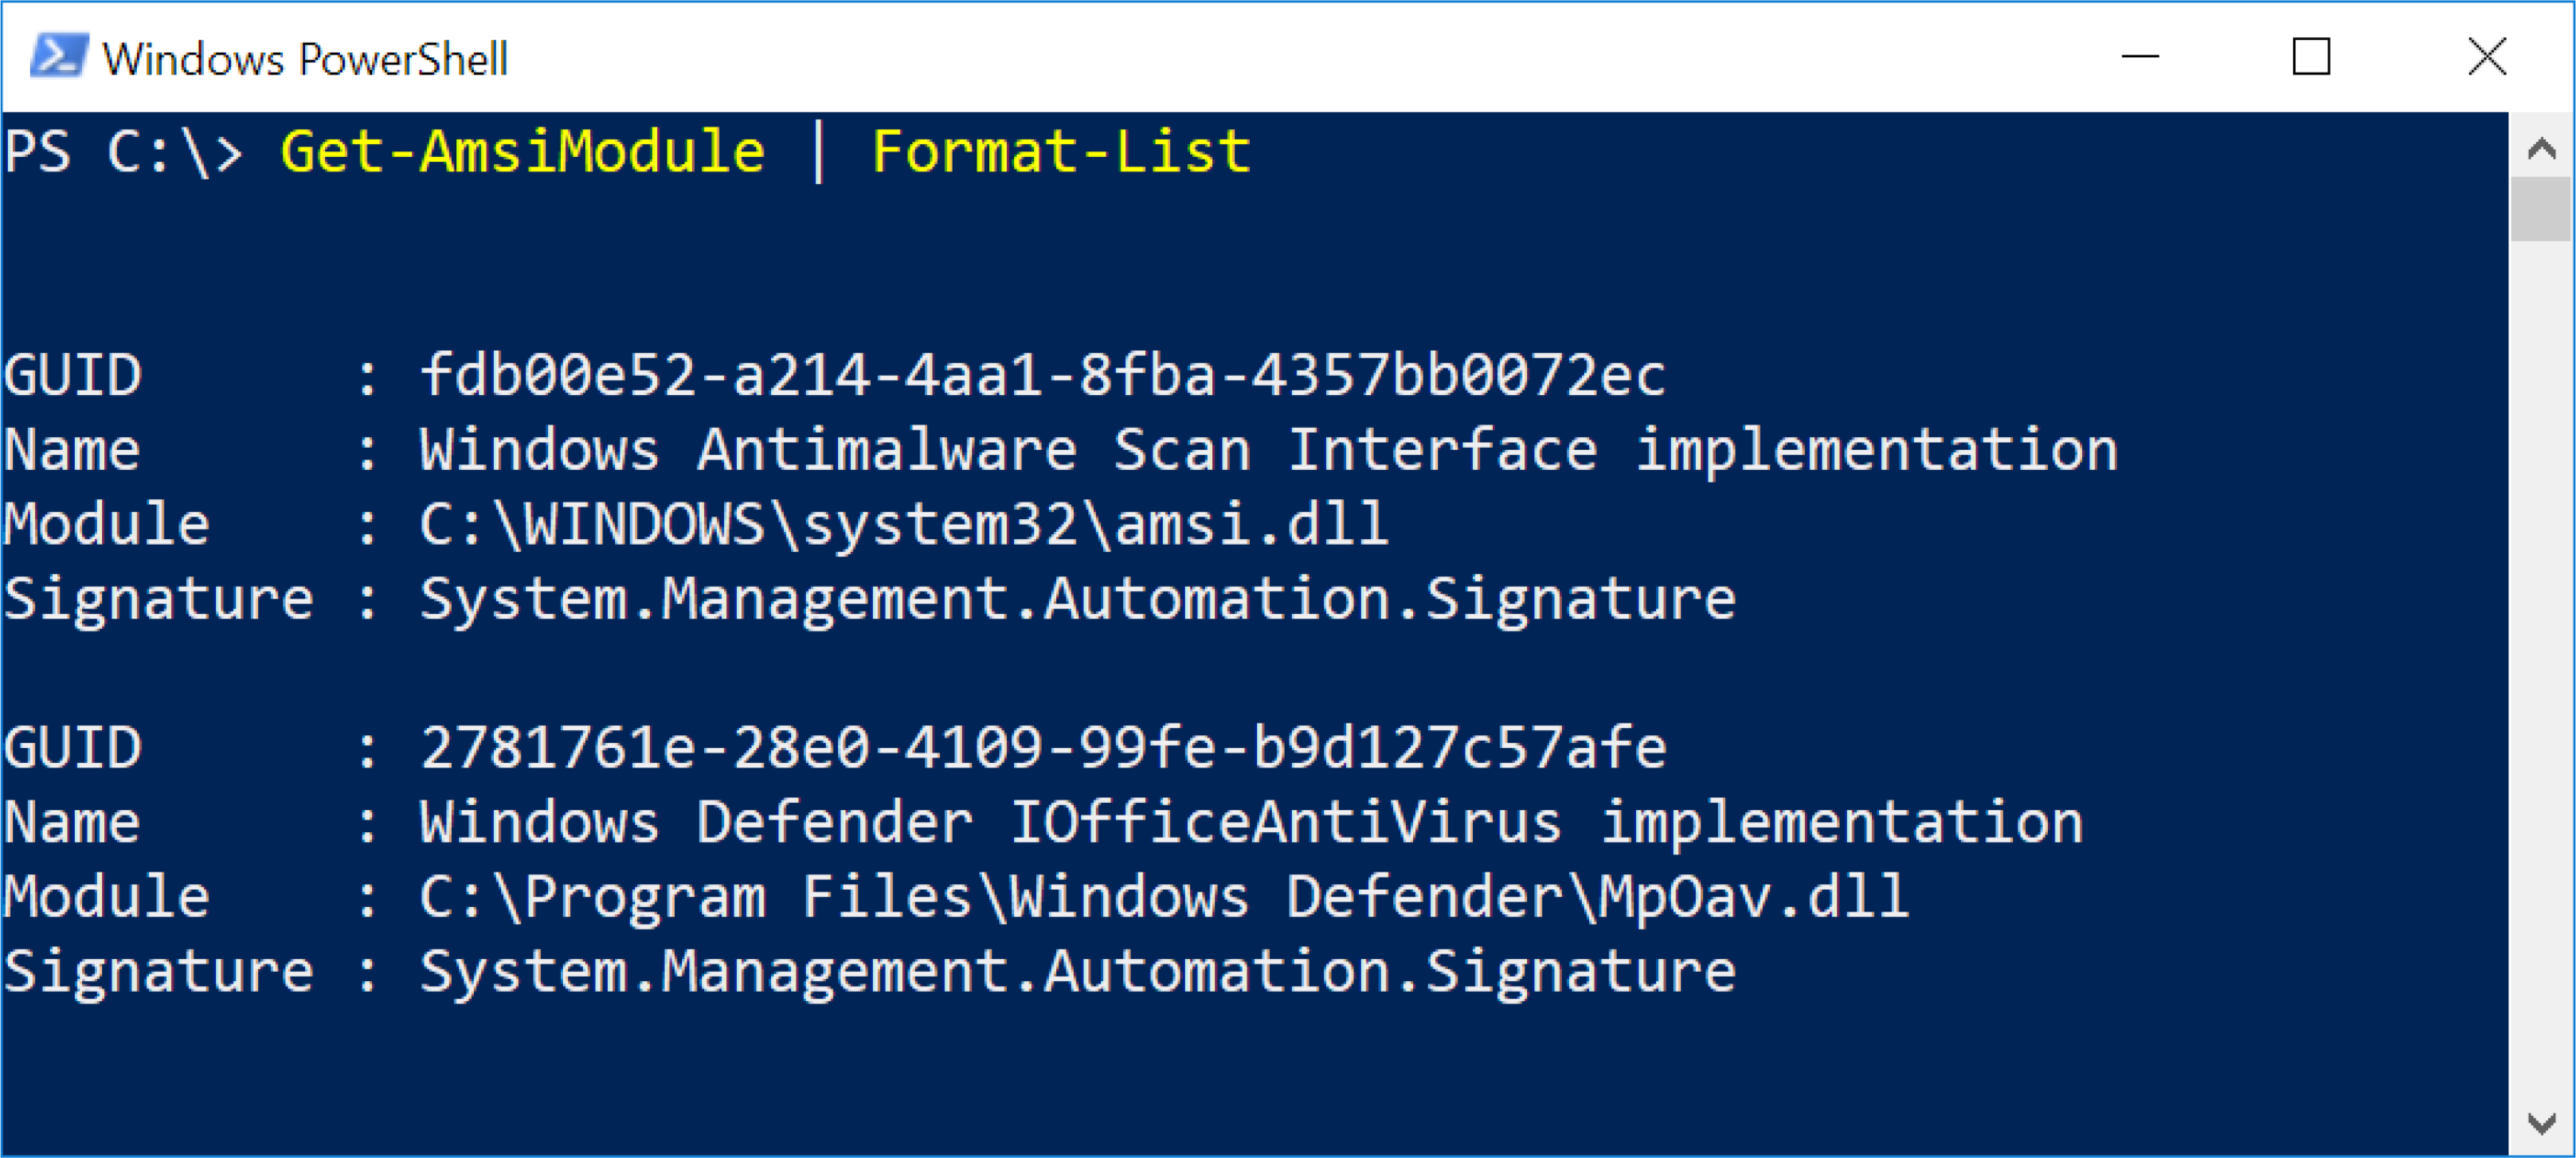 Windows PowerShell
PS C:\> Get-AmsiModule | Format-List
GUID      : fdb00e52-a214-4aa1-8fba-4357bb0072ec
Name      : Windows Antimalware Scan Interface implementation
Module    : C:\WINDOWS\system32\amsi.dll
Signature : System.Management.Automation.Signature
GUID      : 2781761e-28e0-4109-99fe-b9d127c57afe
Name      : Windows Defender IOfficeAntiVirus implementation
Module    : C:\Program Files\Windows Defender\MpOav.dll
Signature : System.Management.Automation.Signature